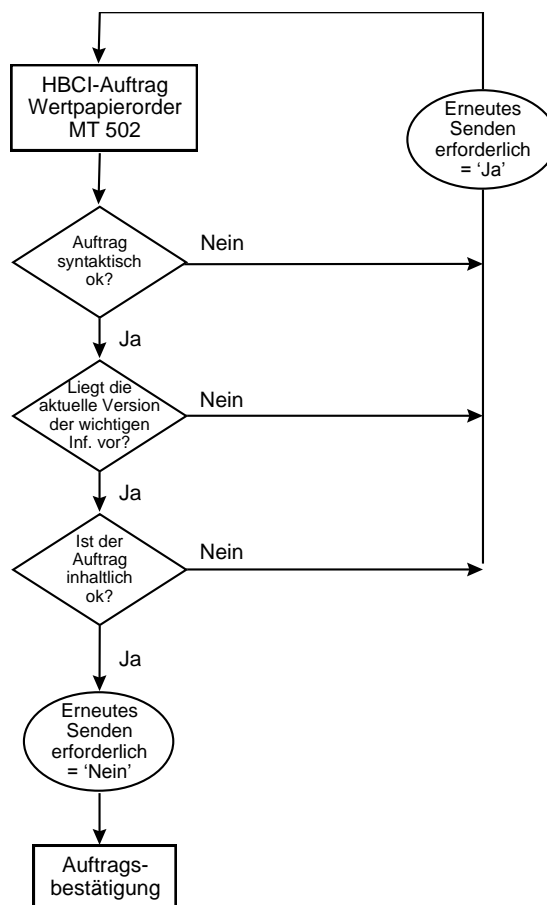 HBCI-Auftrag
Wertpapierorder
MT 502
Erneutes
Senden
erforderlich
= ‘Ja’
Auftrag
syntaktisch
ok?
Nein
Ja
Liegt die
aktuelle Version
der wichtigen
Inf. vor?
Nein
Ja
Ist der
Auftrag
inhaltlich
ok?
Nein
Ja
Erneutes
Senden
erforderlich
= ‘Nein’
Auftrags-
bestätigung